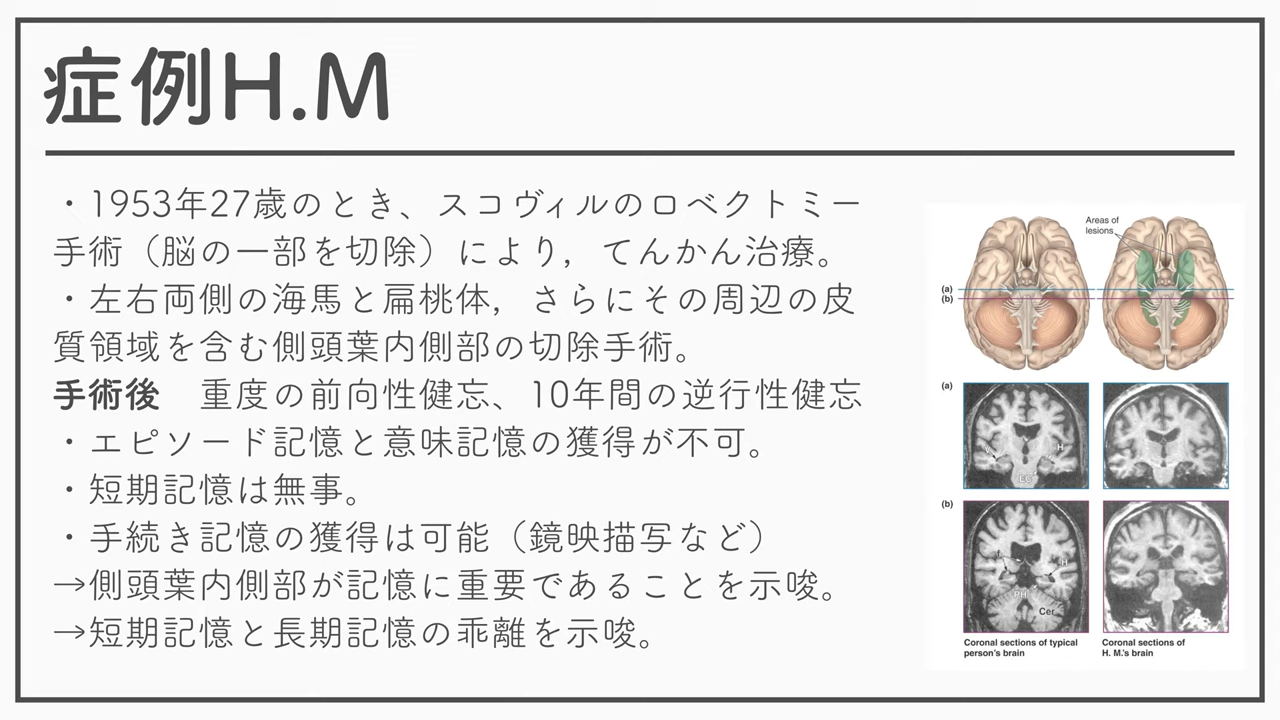 症例H.M
・1953年27歳のとき、スコヴィルのロベクトミー
手術（脳の一部を切除）により，てんかん治療。
・左右両側の海馬と扁桃体，さらにその周辺の皮
質領域を含む側頭葉内側部の切除手術。
手術後　重度の前向性健忘、10年間の逆行性健忘
・エピソード記憶と意味記憶の獲得が不可。
・短期記憶は無事。
・手続き記憶の獲得は可能（鏡映描写など）
→側頭葉内側部が記憶に重要であることを示唆。
→短期記憶と長期記憶の乖離を示唆。
Areas of
lesions
(a)
(b)
(a)
V
H
LG
(b)
f
H
PH
Cer
Coronal sections of typical
person's brain
Coronal sections of
H. M.'s brain